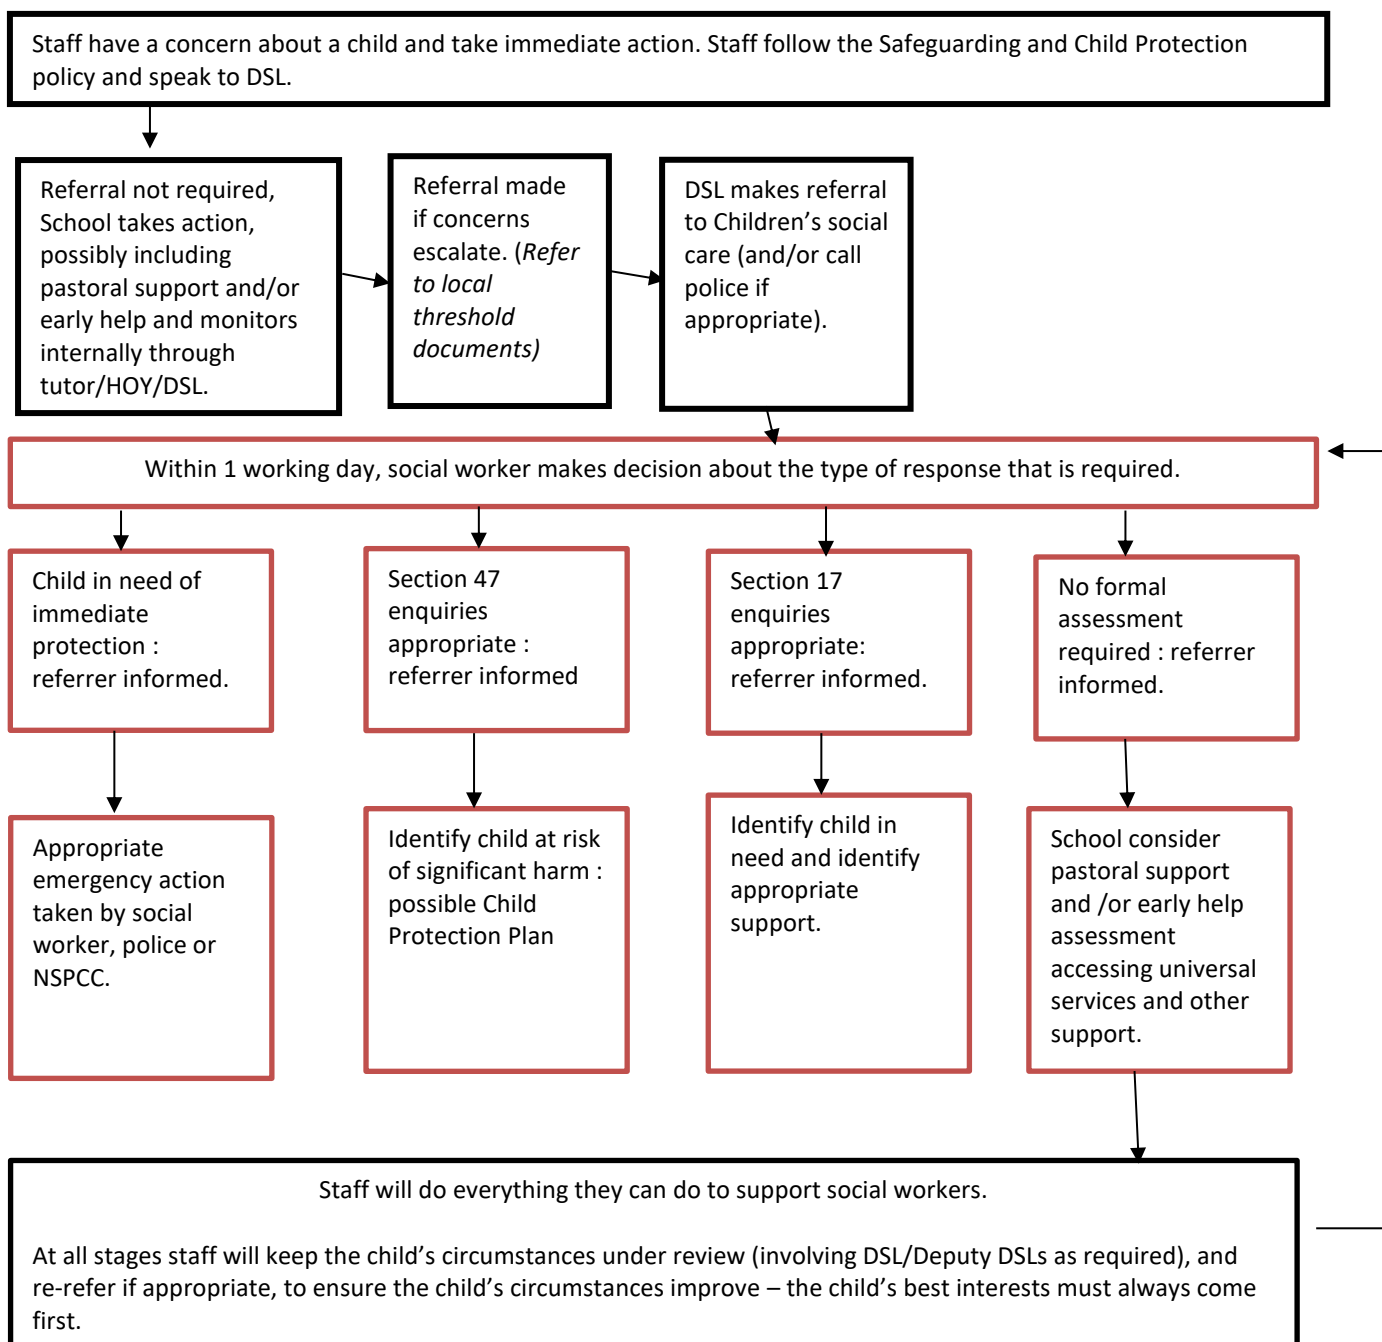 Staff have a concern about a child and take immediate action. Staff follow the Safeguarding and Child Protection
policy and speak to DSL.
Referral not required,
School takes action,
possibly including
pastoral support and/or
early help and monitors
internally through
tutor/HOY/DSL.
Referral made
if concerns
escalate. (Refer
to local
threshold
documents)
DSL makes referral
to Children’s social
care (and/or call
police if
appropriate).
Within 1 working day, social worker makes decision about the type of response that is required.
Child in need of
immediate
protection :
referrer informed.
Section 47
enquiries
appropriate :
referrer informed
Section 17
enquiries
appropriate:
referrer informed.
No formal
assessment
required : referrer
informed.
Appropriate
emergency action
taken by social
worker, police or
NSPCC.
Identify child at risk
of significant harm :
possible Child
Protection Plan
Identify child in
need and identify
appropriate
support.
School consider
pastoral support
and /or early help
assessment
accessing universal
services and other
support.
Staff will do everything they can do to support social workers.
At all stages staff will keep the child’s circumstances under review (involving DSL/Deputy DSLs as required), and
re-refer if appropriate, to ensure the child’s circumstances improve – the child’s best interests must always come
first.